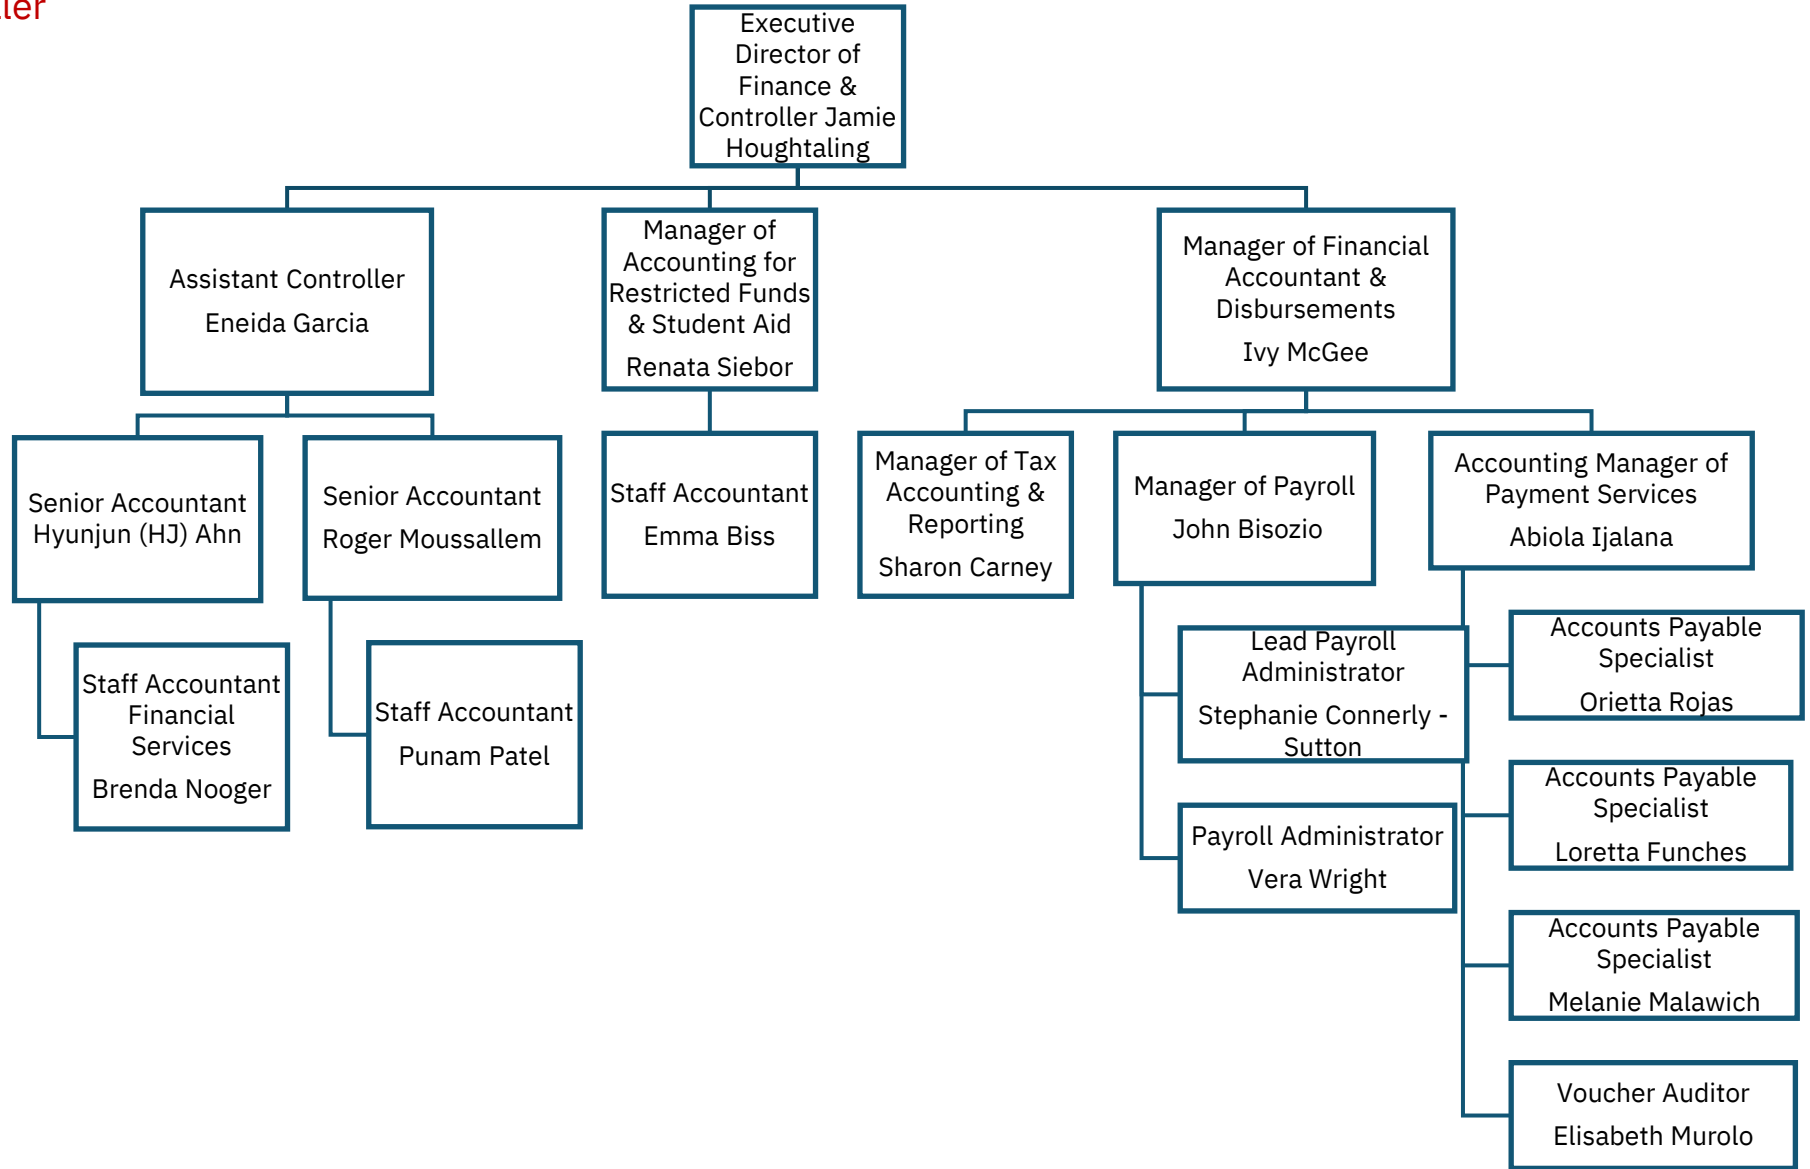 ller
Executive
Director of
Finance &
Controller Jamie
Houghtaling
Assistant Controller
Eneida Garcia
Manager of
Accounting for
Restricted Funds
& Student Aid
Renata Siebor
Manager of Financial
Accountant &
Disbursements
Ivy McGee
Senior Accountant
Hyunjun (HJ) Ahn
Senior Accountant
Roger Moussallem
Staff Accountant
Emma Biss
Manager of Tax
Accounting &
Reporting
Sharon Carney
Manager of Payroll
John Bisozio
Accounting Manager of
Payment Services
Abiola Ijalana
Staff Accountant
Financial
Services
Brenda Nooger
Staff Accountant
Punam Patel
Lead Payroll
Administrator
Stephanie Connerly -
Sutton
Payroll Administrator
Vera Wright
Accounts Payable
Specialist
Orietta Rojas
Accounts Payable
Specialist
Loretta Funches
Accounts Payable
Specialist
Melanie Malawich
Voucher Auditor
Elisabeth Murolo